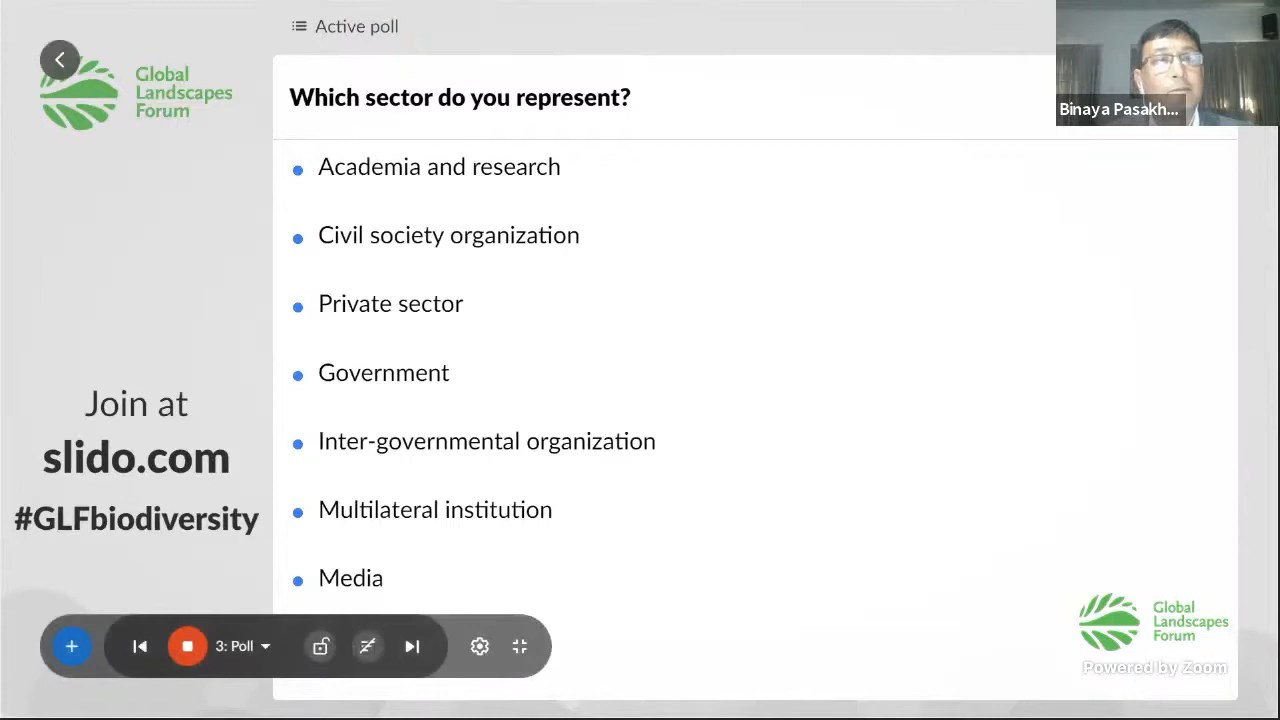 Active poll
Global
Landscapes
Forum
Which sector do you represent?
Binaya Pasakh...
Academia and research
Civil society organization
Private sector
Government
Inter-governmental organization
Multilateral institution
Media
Join at
slido.com
#GLFbiodiversity
3: Poll
Global
Landscapes
Forum
Powered by Zoom